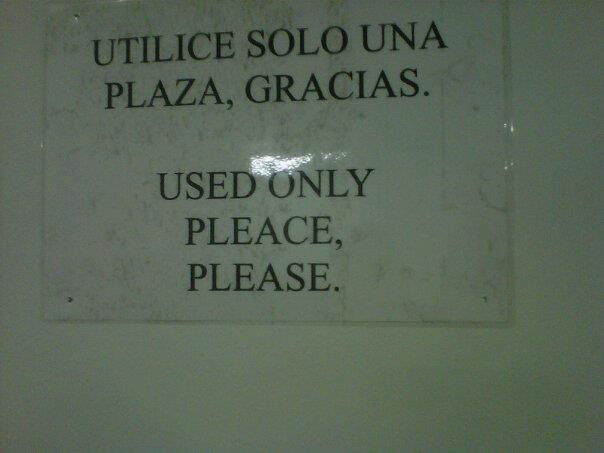 UTILICE SOLO UNA
PLAZA, GRACIAS.
USED ONLY
PLEACE,
PLEASE.